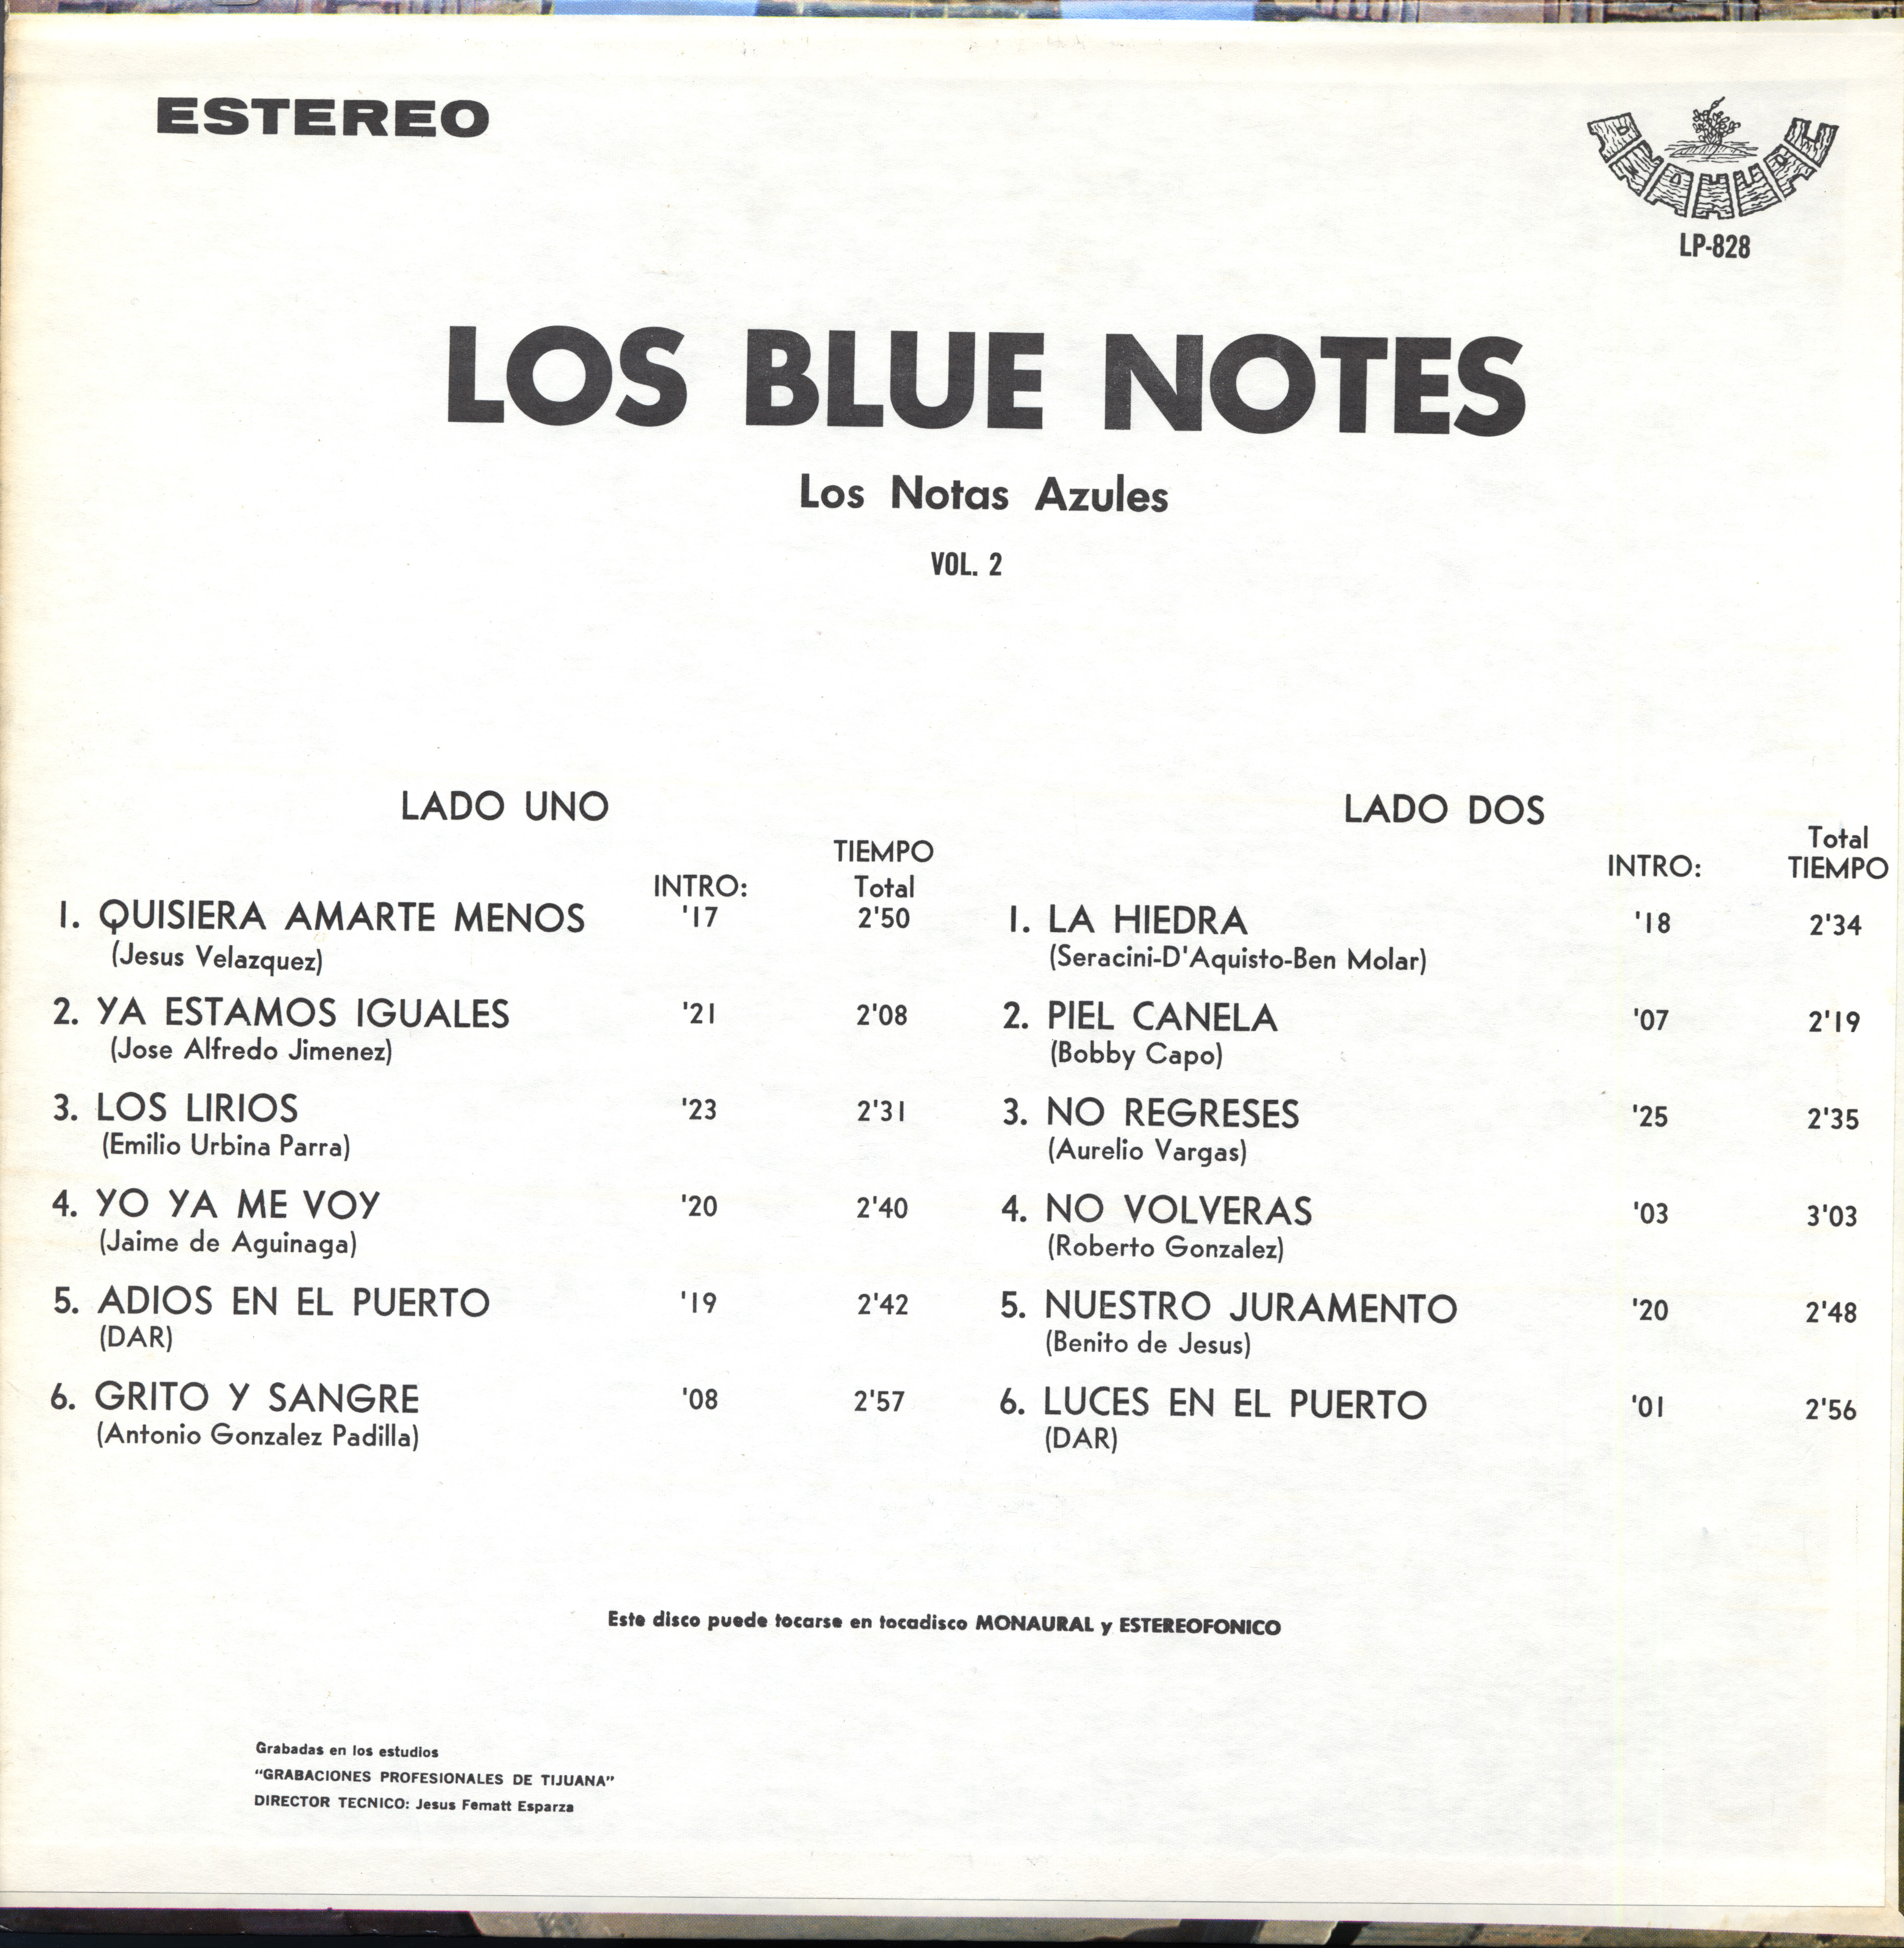 ESTEREO
ANAHUAC
LP-828
LOS BLUE NOTES
Los Notas Azules
VOL. 2
LADO UNO
TIEMPO
INTRO: Total
1. QUISIERA AMARTE MENOS '17 2'50
(Jesus Velazquez)
2. YA ESTAMOS IGUALES '21 2'08
(Jose Alfredo Jimenez)
3. LOS LIRIOS '23 2'31
(Emilio Urbina Parra)
4. YO YA ME VOY '20 2'40
(Jaime de Aguinaga)
5. ADIOS EN EL PUERTO '19 2'42
(DAR)
6. GRITO Y SANGRE '08 2'57
(Antonio Gonzalez Padilla)
LADO DOS
Total
INTRO: TIEMPO
1. LA HIEDRA '18 2'34
(Seracini-D'Aquisto-Ben Molar)
2. PIEL CANELA '07 2'19
(Bobby Capo)
3. NO REGRESES '25 2'35
(Aurelio Vargas)
4. NO VOLVERAS '03 3'03
(Roberto Gonzalez)
5. NUESTRO JURAMENTO '20 2'48
(Benito de Jesus)
6. LUCES EN EL PUERTO '01 2'56
(DAR)
Este disco puede tocarse en tocadisco MONAURAL y ESTEREOFONICO
Grabadas en los estudios
"GRABACIONES PROFESIONALES DE TIJUANA"
DIRECTOR TECNICO: Jesus Fematt Esparza